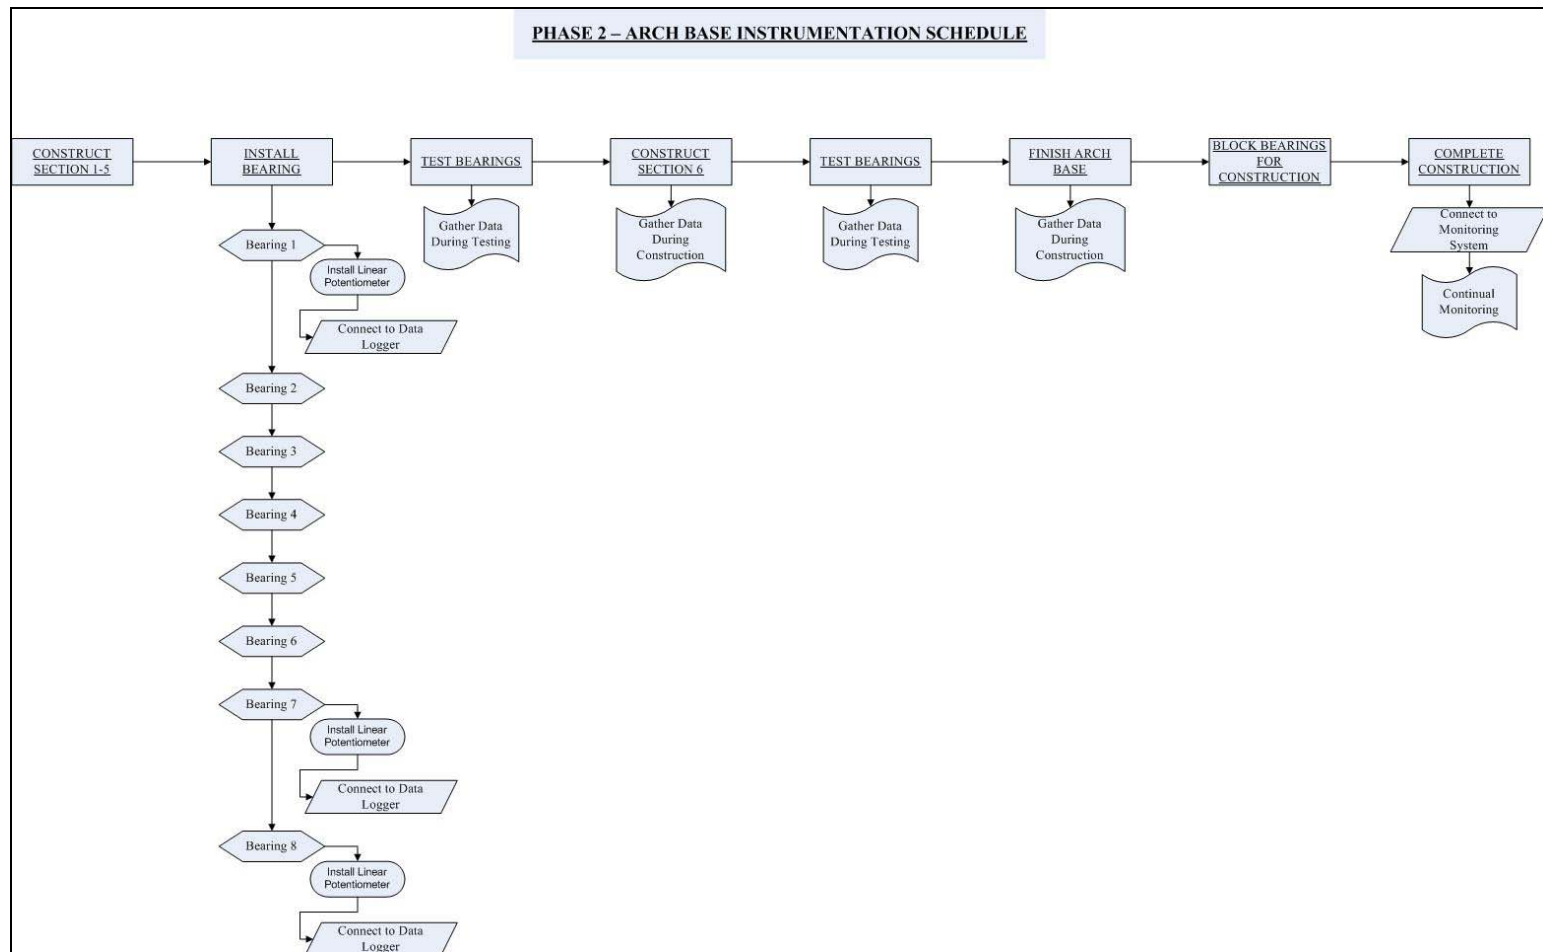 PHASE 2 – ARCH BASE INSTRUMENTATION SCHEDULE
CONSTRUCT
SECTION 1-5
INSTALL
BEARING
TEST BEARINGS
CONSTRUCT
SECTION 6
TEST BEARINGS
FINISH ARCH
BASE
BLOCK BEARINGS
FOR
CONSTRUCTION
COMPLETE
CONSTRUCTION
Gather Data
During Testing
Gather Data
During
Construction
Gather Data
During Testing
Gather Data
During
Construction
Connect to
Monitoring
System
Continual
Monitoring
Bearing 1
Install Linear
Potentiometer
Connect to Data
Logger
Bearing 2
Bearing 3
Bearing 4
Bearing 5
Bearing 6
Bearing 7
Install Linear
Potentiometer
Connect to Data
Logger
Bearing 8
Install Linear
Potentiometer
Connect to Data
Logger